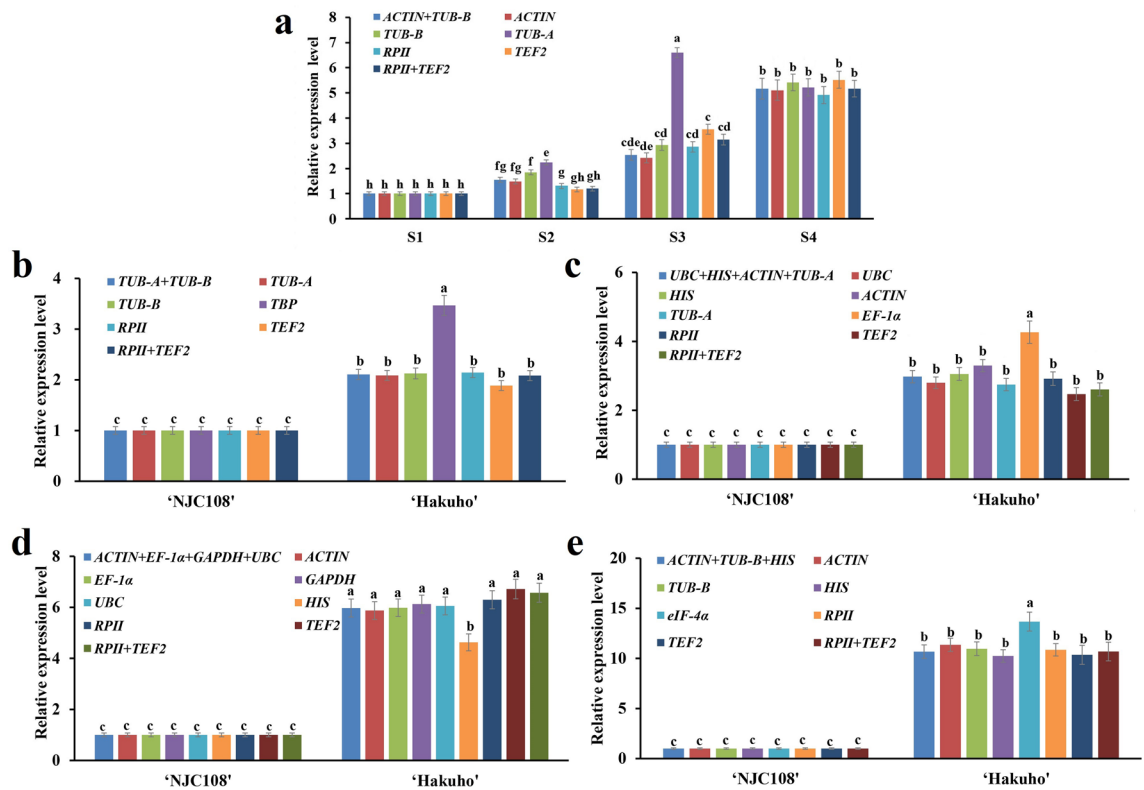 a
ACTIN+TUB-B ACTIN
TUB-B TUB-A
RPII TEF2
RPII+TEF2
Relative expression level
8
7
6
5
4
3
2
1
0
h h h h h h h
fg fg f e g gh gh
cde de cd a cd c cd
b b b b b b b
S1 S2 S3 S4
b
TUB-A+TUB-B TUB-A
TUB-B TBP
RPII TEF2
RPII+TEF2
Relative expression level
4
3
2
1
0
c c c c c c c
b b b a b b b
'NJC108' 'Hakuho'
c
UBC+HIS+ACTIN+TUB-A UBC
HIS ACTIN
TUB-A EF-1α
RPII TEF2
RPII+TEF2
Relative expression level
6
4
2
0
c c c c c c c c c
b b b b b a b b b
'NJC108' 'Hakuho'
d
ACTIN+EF-1α+GAPDH+UBC ACTIN
EF-1α GAPDH
UBC HIS
RPII TEF2
RPII+TEF2
Relative expression level
8
6
4
2
0
c c c c c c c c c
a a a a a b a a a
'NJC108' 'Hakuho'
e
ACTIN+TUB-B+HIS ACTIN
TUB-B HIS
eIF-4α RPII
TEF2 RPII+TEF2
Relative expression level
20
15
10
5
0
c c c c c c c c
b b b b a b b b
'NJC108' 'Hakuho'